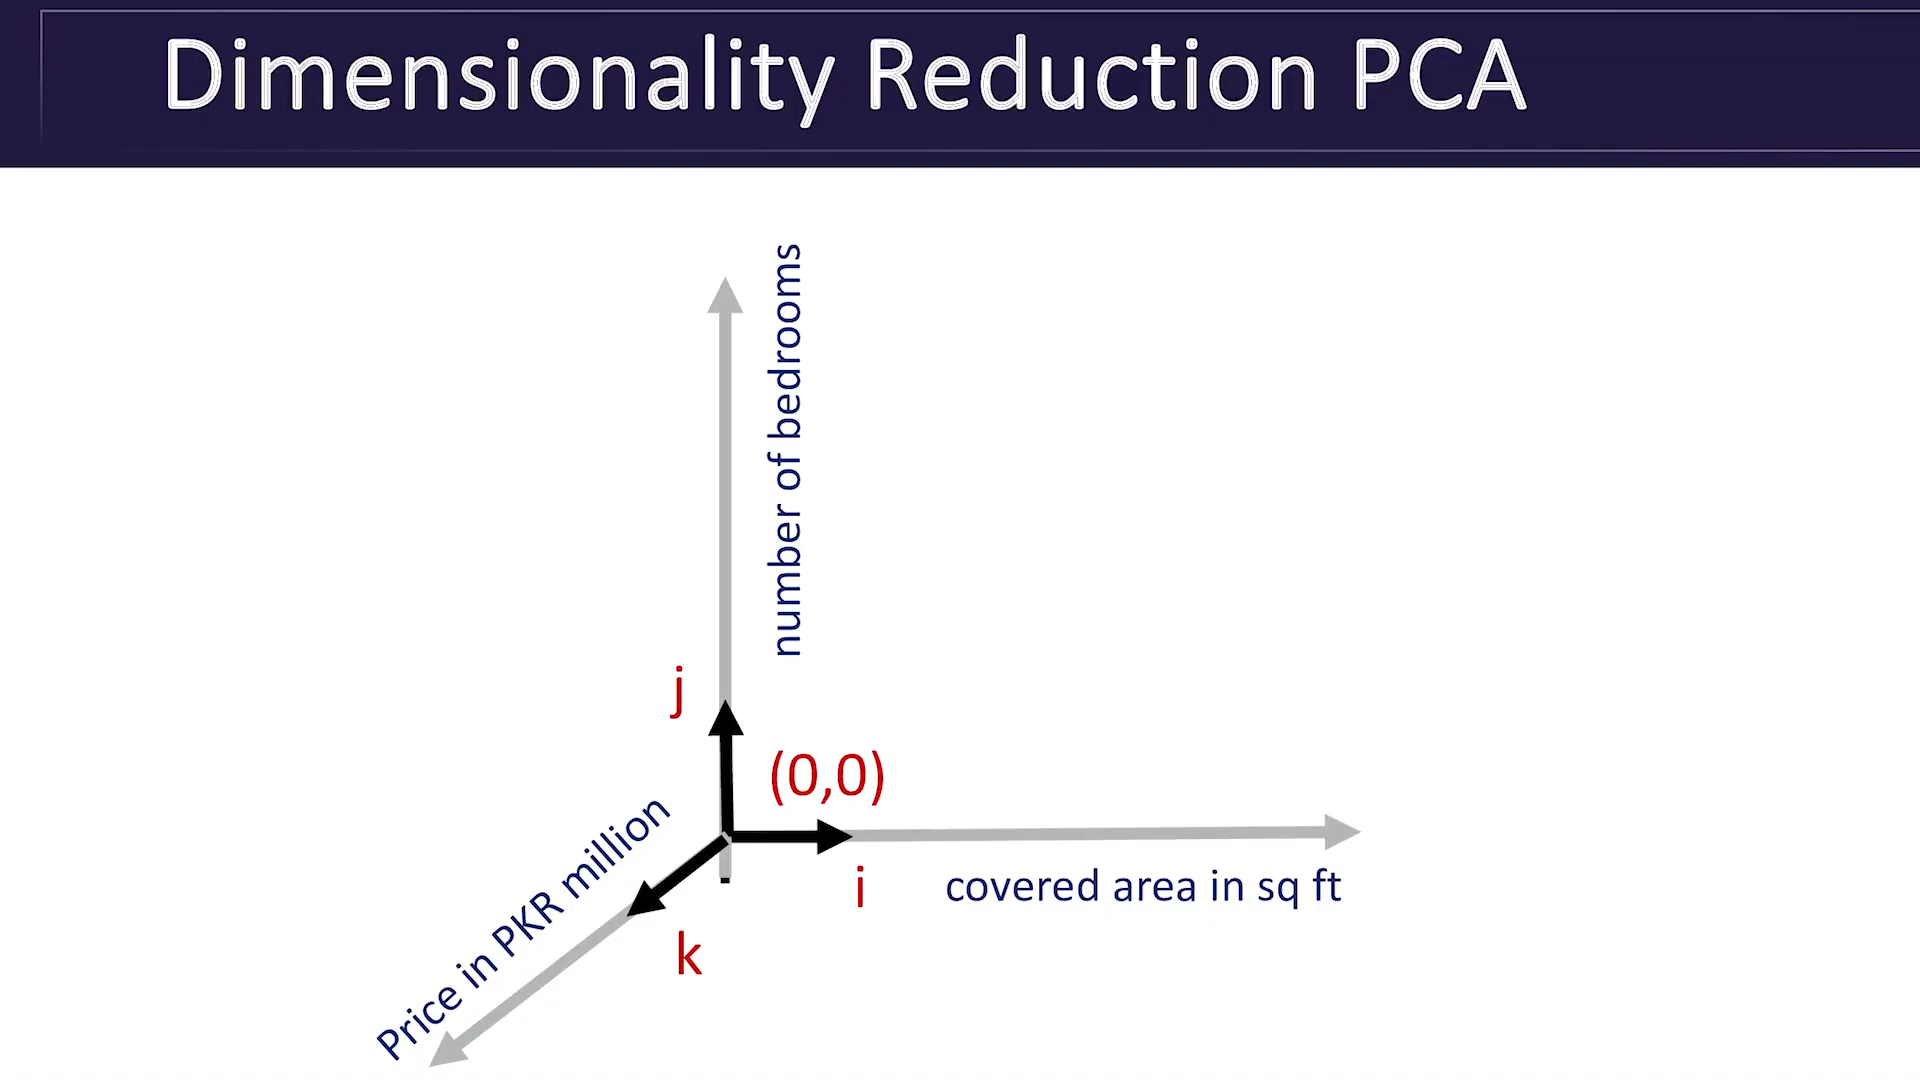 Dimensionality Reduction PCA
number of bedrooms
j
(0,0)
i
covered area in sq ft
Price in PKR million
k